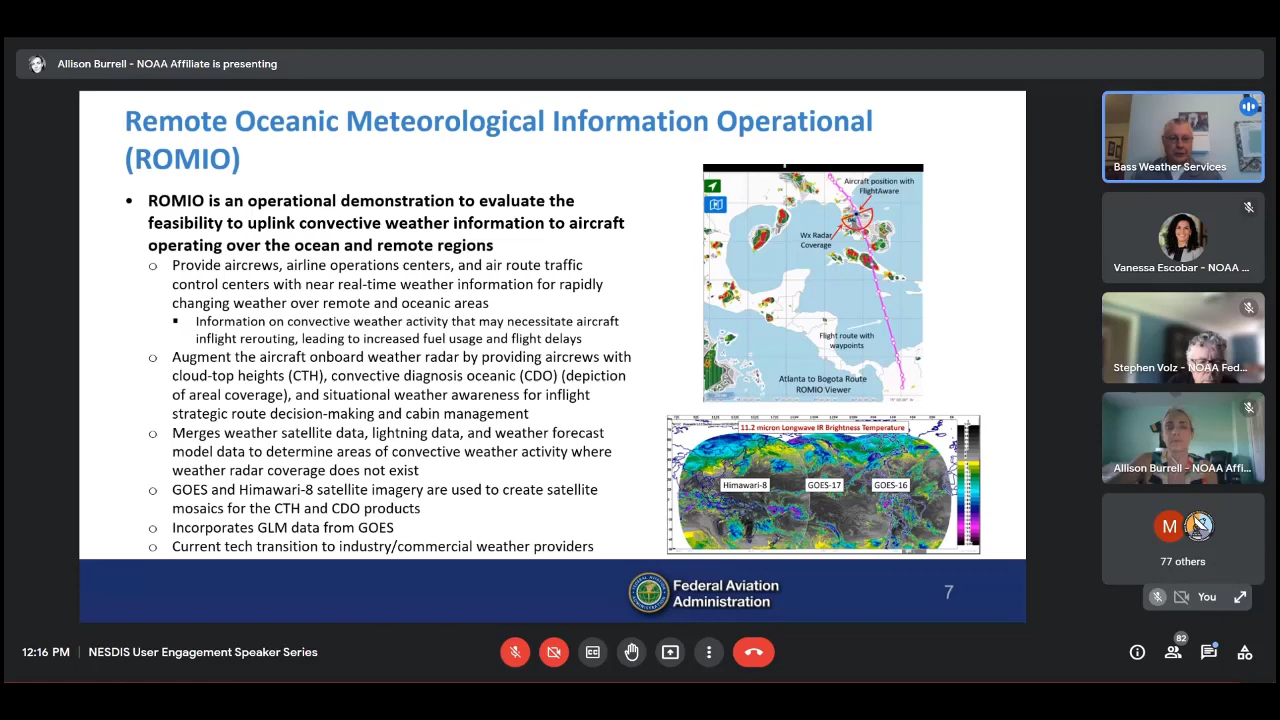 Allison Burrell - NOAA Affiliate is presenting
Remote Oceanic Meteorological Information Operational
(ROMIO)
• ROMIO is an operational demonstration to evaluate the
feasibility to uplink convective weather information to aircraft
operating over the ocean and remote regions
o Provide aircrews, airline operations centers, and air route traffic
control centers with near real-time weather information for rapidly
changing weather over remote and oceanic areas
▪ Information on convective weather activity that may necessitate aircraft
inflight rerouting, leading to increased fuel usage and flight delays
o Augment the aircraft onboard weather radar by providing aircrews with
cloud-top heights (CTH), convective diagnosis oceanic (CDO) (depiction
of areal coverage), and situational weather awareness for inflight
strategic route decision-making and cabin management
o Merges weather satellite data, lightning data, and weather forecast
model data to determine areas of convective weather activity where
weather radar coverage does not exist
o GOES and Himawari-8 satellite imagery are used to create satellite
mosaics for the CTH and CDO products
o Incorporates GLM data from GOES
o Current tech transition to industry/commercial weather providers
Aircraft position with
FlightAware
Wx Radar
Coverage
Flight route with
waypoints
Atlanta to Bogota Route
ROMIO Viewer
11.2 micron Longwave IR Brightness Temperature
Himawari-8
GOES-17
GOES-16
Federal Aviation
Administration
7
Bass Weather Services
Vanessa Escobar - NOAA ...
Stephen Volz - NOAA Fed...
Allison Burrell - NOAA Affi...
M
77 others
You
12:16 PM | NESDIS User Engagement Speaker Series
CC
82